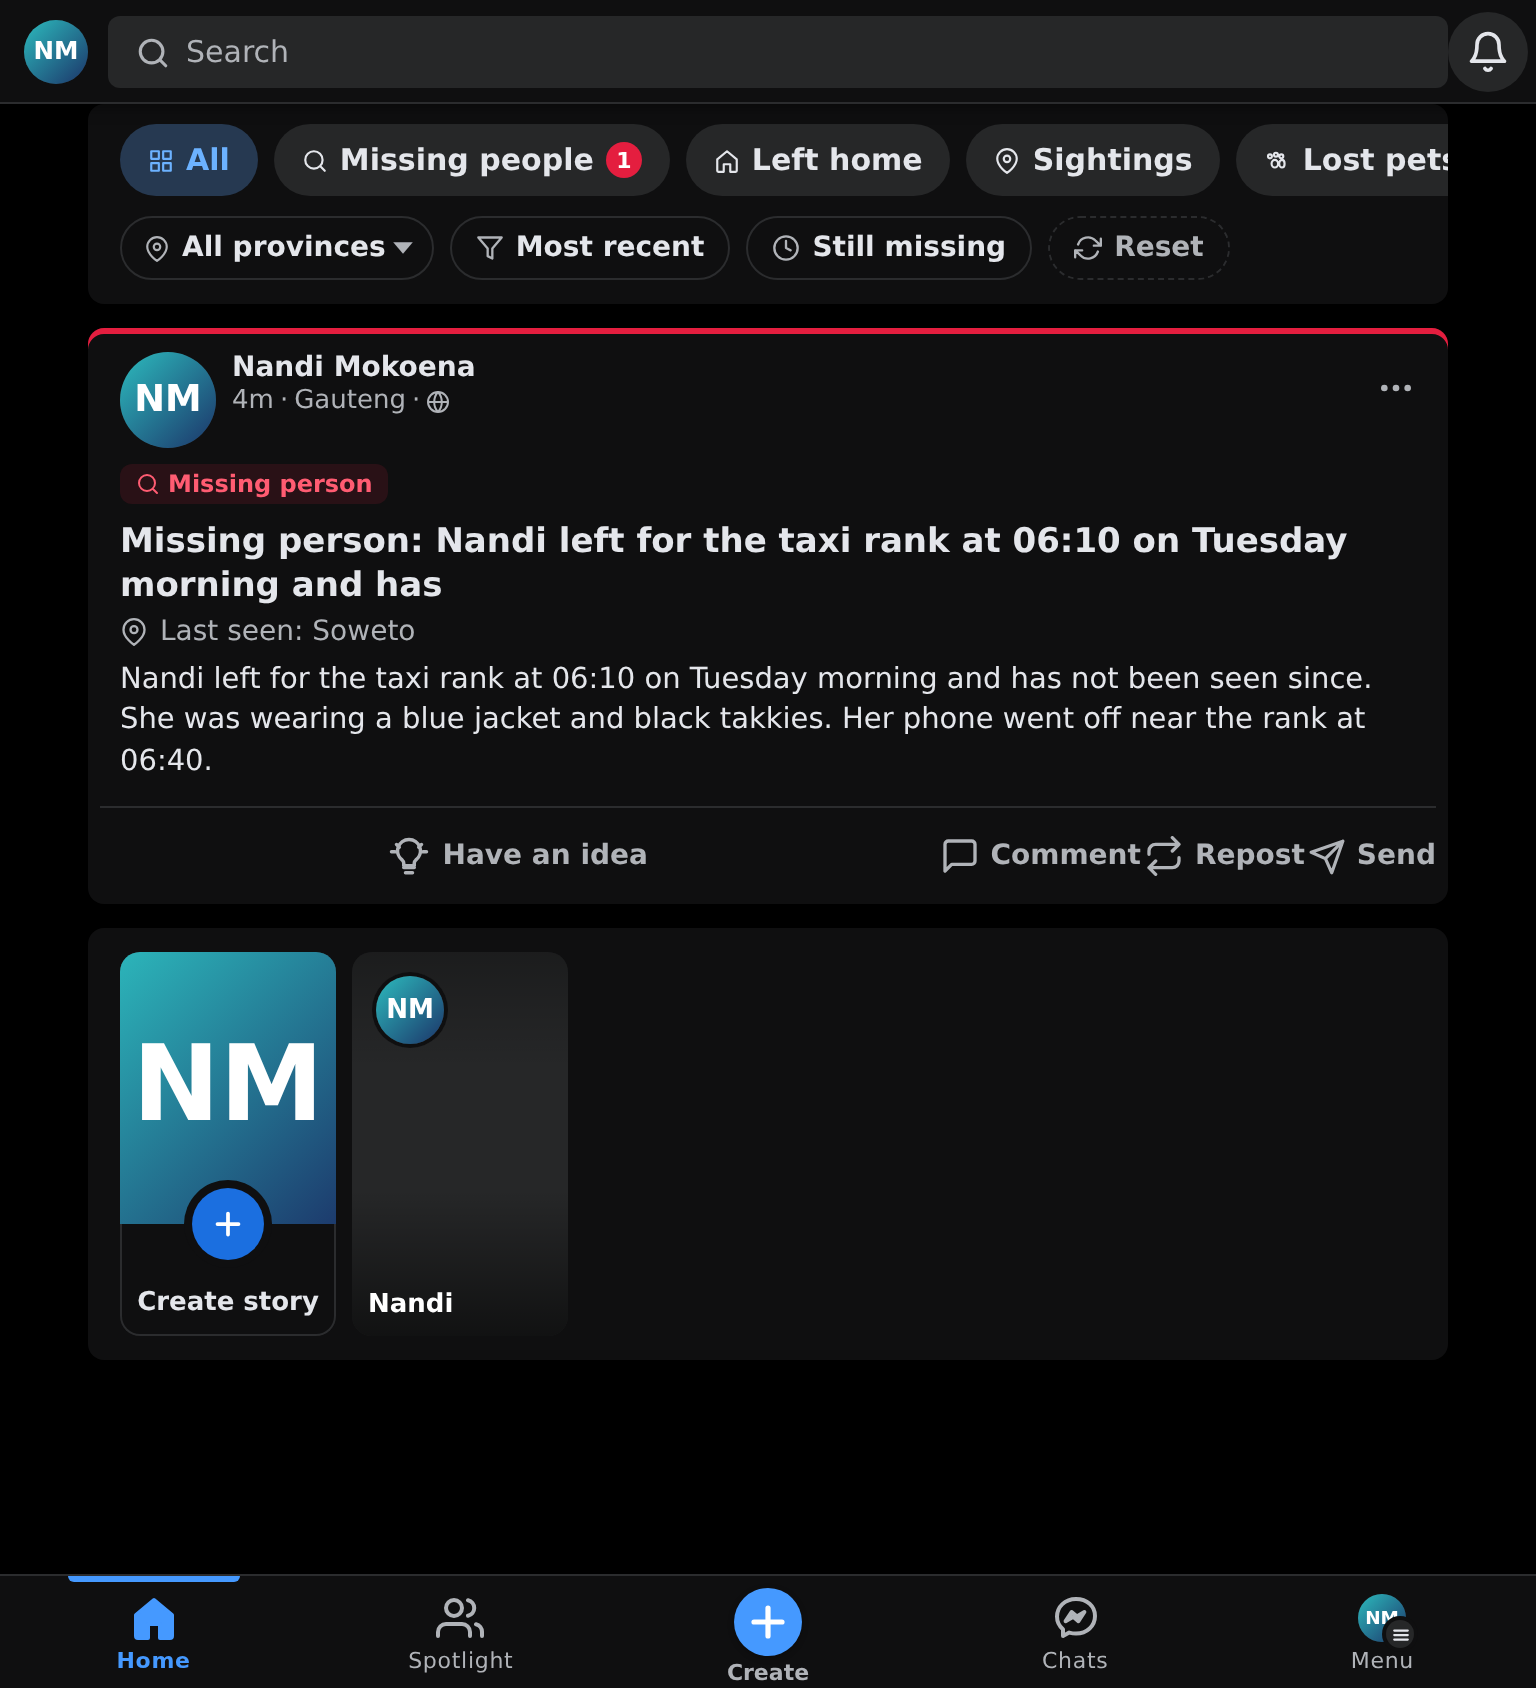 NM
Search
All
Missing people 1
Left home
Sightings
Lost pets
All provinces
Most recent
Still missing
Reset
NM
Nandi Mokoena
4m · Gauteng ·
Missing person
Missing person: Nandi left for the taxi rank at 06:10 on Tuesday
morning and has
Last seen: Soweto
Nandi left for the taxi rank at 06:10 on Tuesday morning and has not been seen since.
She was wearing a blue jacket and black takkies. Her phone went off near the rank at
06:40.
Have an idea
Comment
Repost
Send
NM
Create story
NM
Nandi
Home
Spotlight
Create
Chats
NM
Menu